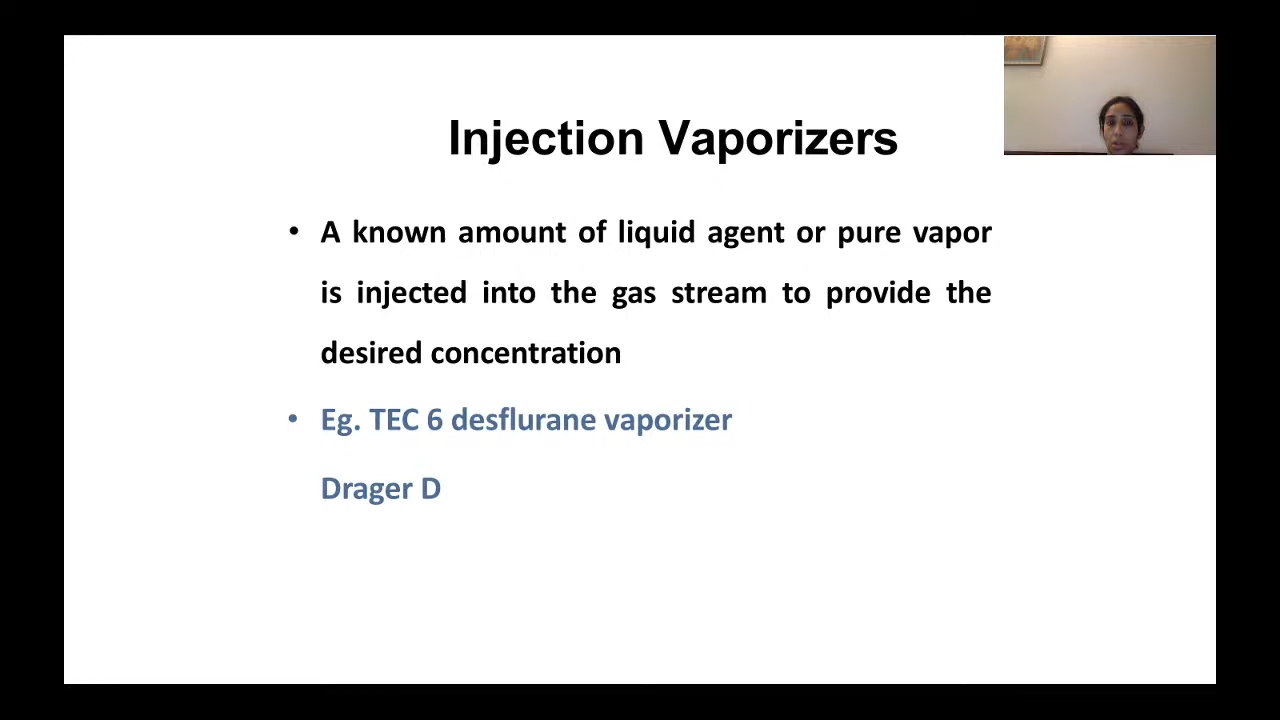 Injection Vaporizers
• A known amount of liquid agent or pure vapor
is injected into the gas stream to provide the
desired concentration
• Eg. TEC 6 desflurane vaporizer
Drager D